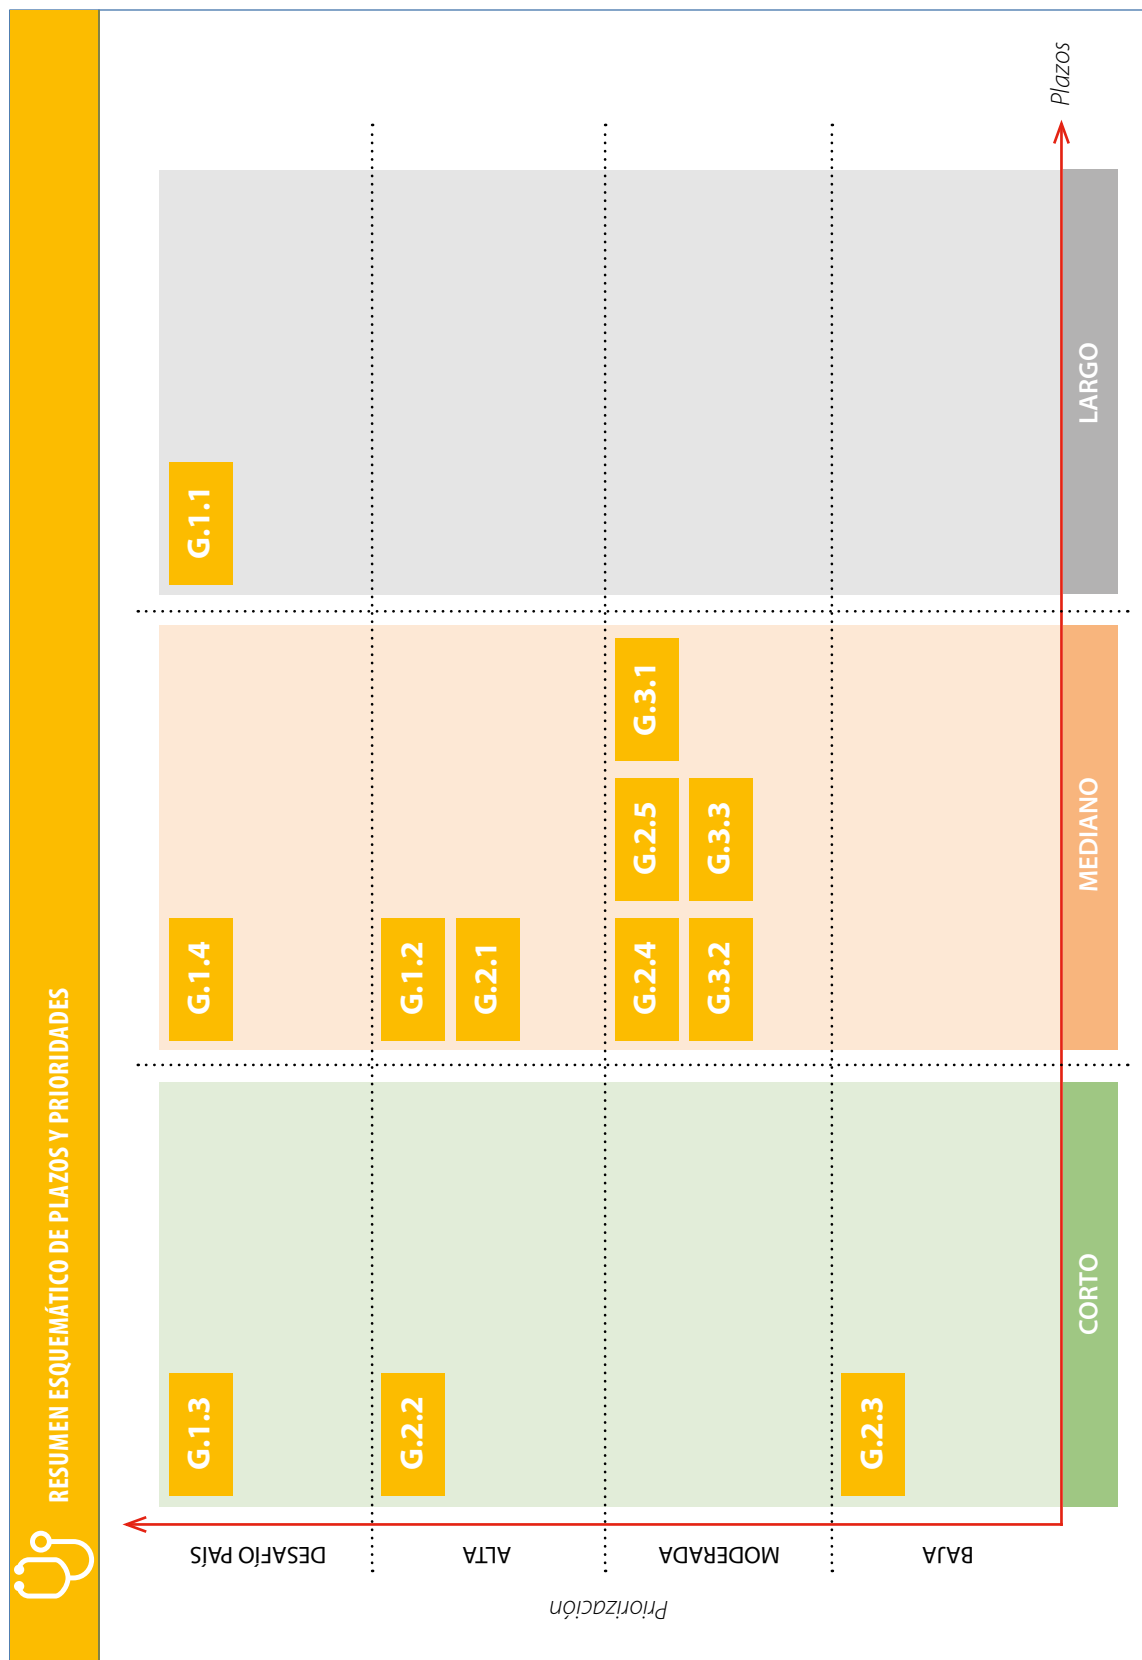 RESUMEN ESQUEMÁTICO DE PLAZOS Y PRIORIDADES
Priorización
DESAFÍO PAÍS
G.1.3
G.1.4
G.1.1
ALTA
G.2.2
G.1.2
G.2.1
MODERADA
G.2.4
G.2.5
G.3.1
G.3.2
G.3.3
BAJA
G.2.3
Plazos
CORTO
MEDIANO
LARGO